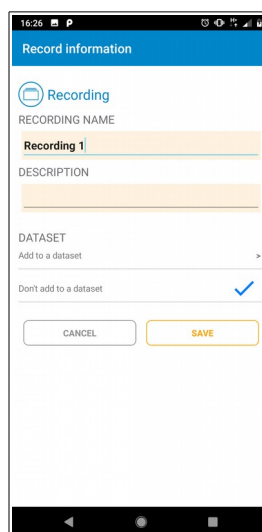 16:26
Record information
Recording
RECORDING NAME
Recording 1
DESCRIPTION
DATASET
Add to a dataset >
Don't add to a dataset
CANCEL SAVE